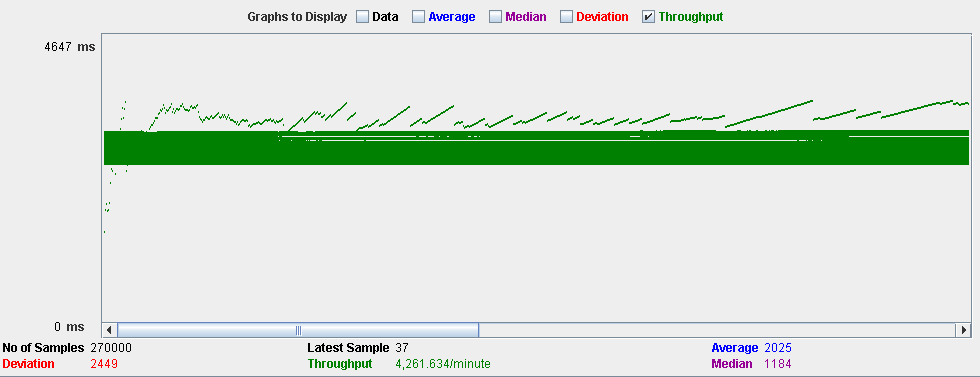 Graphs to Display Data Average Median Deviation Throughput
4647 ms
0 ms
No of Samples 270000 Latest Sample 37 Average 2025
Deviation 2449 Throughput 4,261.634/minute Median 1184